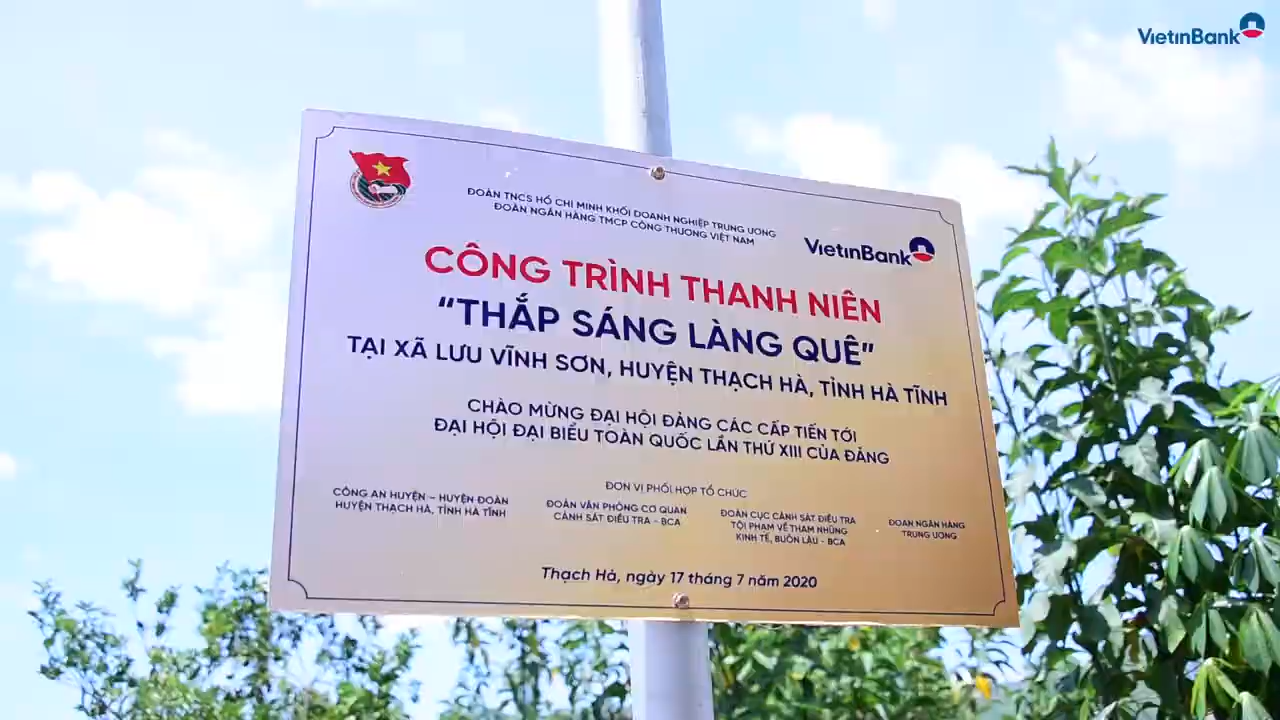 VietinBank
ĐOÀN TNCS HỒ CHÍ MINH KHỐI DOANH NGHIỆP TRUNG ƯƠNG
ĐOÀN NGÂN HÀNG TMCP CÔNG THƯƠNG VIỆT NAM
VietinBank
CÔNG TRÌNH THANH NIÊN
“THẮP SÁNG LÀNG QUÊ”
TẠI XÃ LƯU VĨNH SƠN, HUYỆN THẠCH HÀ, TỈNH HÀ TĨNH
CHÀO MỪNG ĐẠI HỘI ĐẢNG CÁC CẤP TIẾN TỚI
ĐẠI HỘI ĐẠI BIỂU TOÀN QUỐC LẦN THỨ XIII CỦA ĐẢNG
ĐƠN VỊ PHỐI HỢP TỔ CHỨC
CÔNG AN HUYỆN – HUYỆN ĐOÀN
HUYỆN THẠCH HÀ, TỈNH HÀ TĨNH
ĐOÀN VĂN PHÒNG CƠ QUAN
CẢNH SÁT ĐIỀU TRA - BCA
ĐOÀN CỤC CẢNH SÁT ĐIỀU TRA
TỘI PHẠM VỀ THAM NHŨNG
KINH TẾ, BUÔN LẬU - BCA
ĐOÀN NGÂN HÀNG
TRUNG ƯƠNG
Thạch Hà, ngày 17 tháng 7 năm 2020